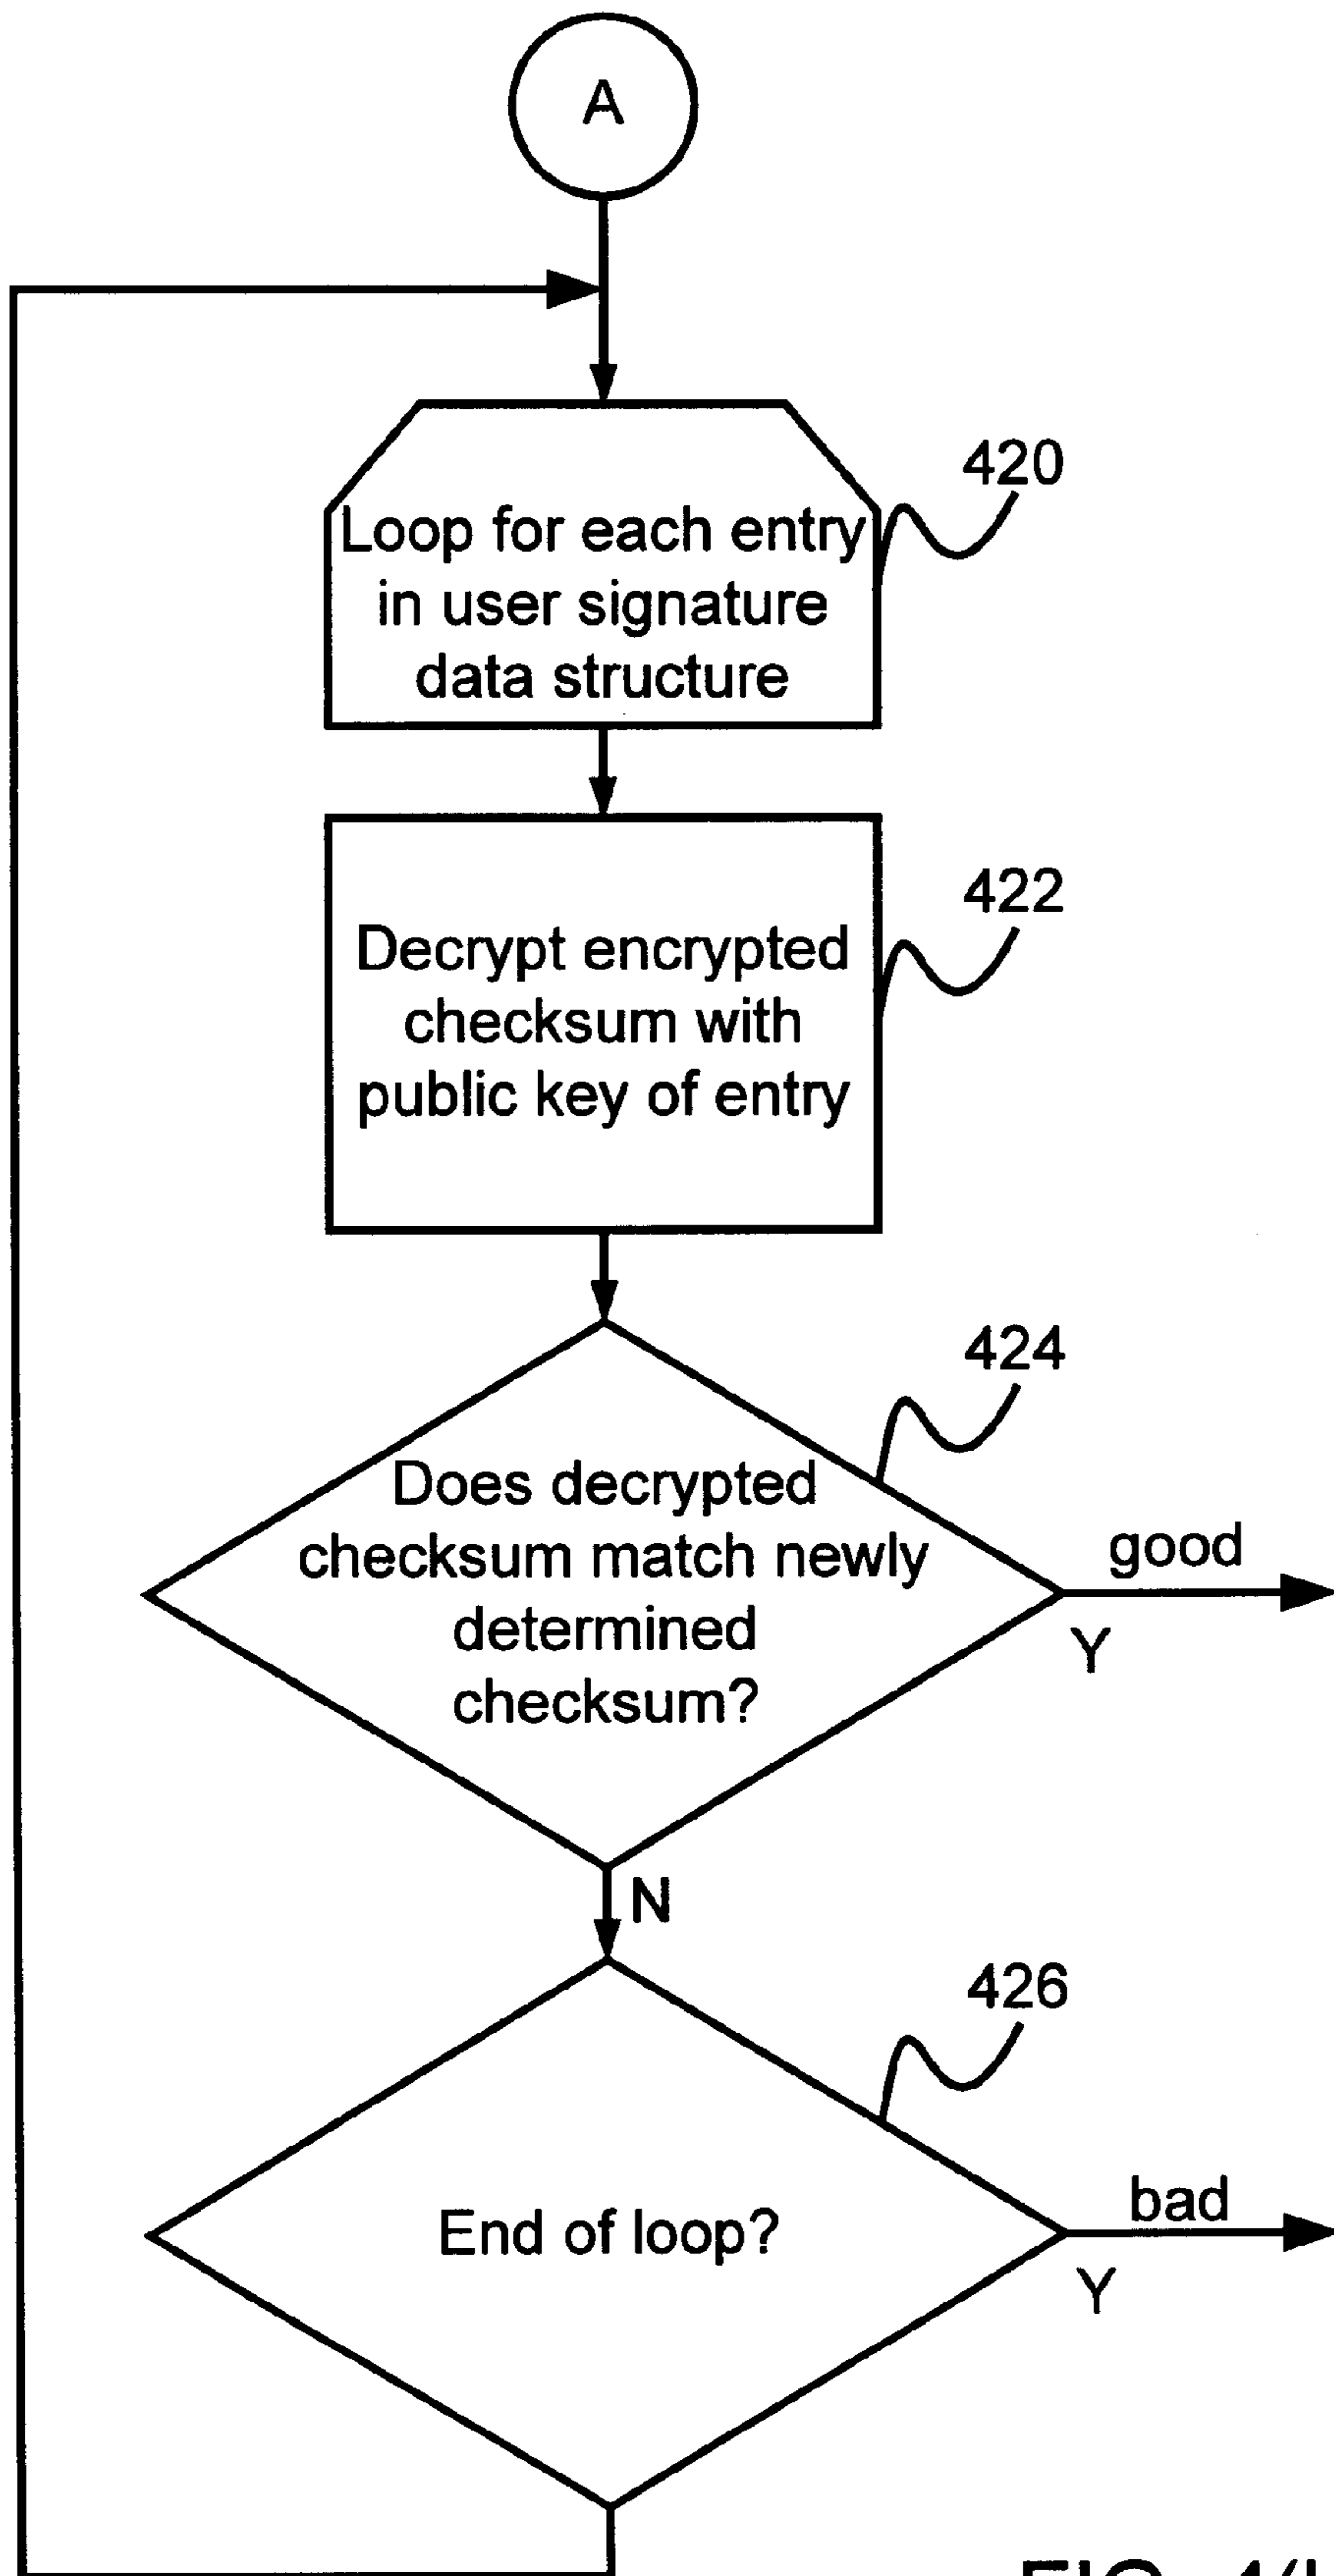 A
420
Loop for each entry
in user signature
data structure
422
Decrypt encrypted
checksum with
public key of entry
424
Does decrypted
checksum match newly
determined
checksum?
good
Y
N
426
End of loop?
bad
Y